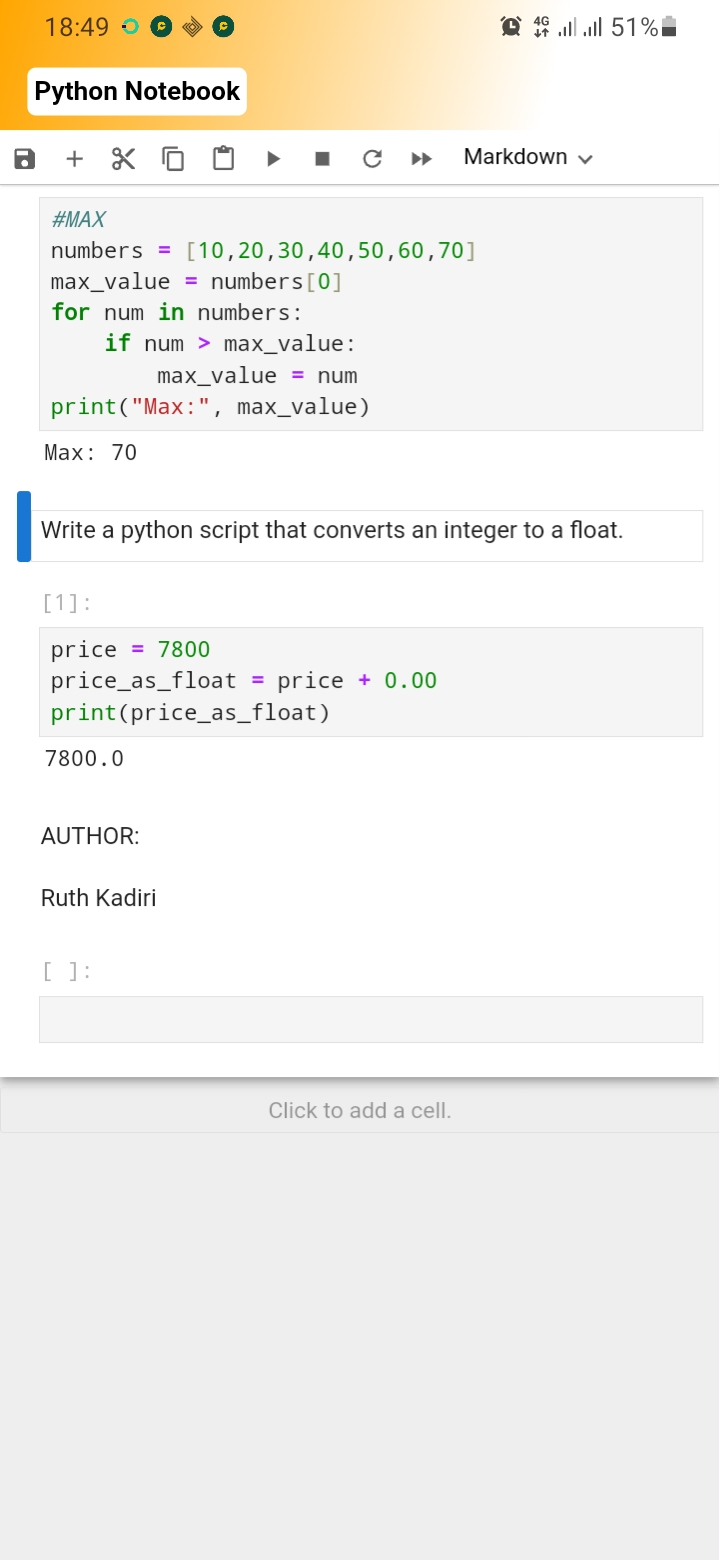 18:49 4G 51%
Python Notebook
Markdown
#MAX
numbers = [10,20,30,40,50,60,70]
max_value = numbers[0]
for num in numbers:
    if num > max_value:
        max_value = num
print("Max:", max_value)
Max: 70
Write a python script that converts an integer to a float.
[1]:
price = 7800
price_as_float = price + 0.00
print(price_as_float)
7800.0
AUTHOR:
Ruth Kadiri
[ ]:
Click to add a cell.